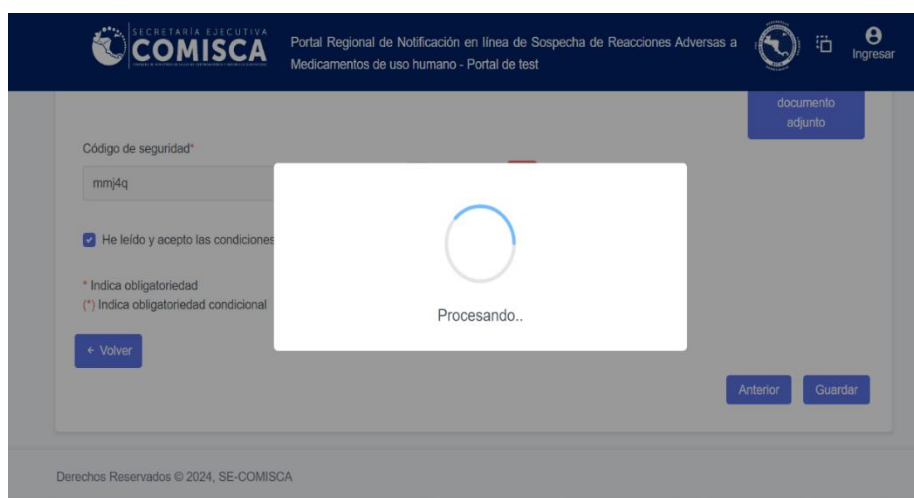 SECRETARÍA EJECUTIVA
COMISCA
Portal Regional de Notificación en línea de Sospecha de Reacciones Adversas a
Medicamentos de uso humano - Portal de test
Ingresar
documento
adjunto
Código de seguridad*
mmj4q
He leído y acepto las condiciones
* Indica obligatoriedad
(*) Indica obligatoriedad condicional
Procesando..
← Volver
Anterior
Guardar
Derechos Reservados © 2024, SE-COMISCA